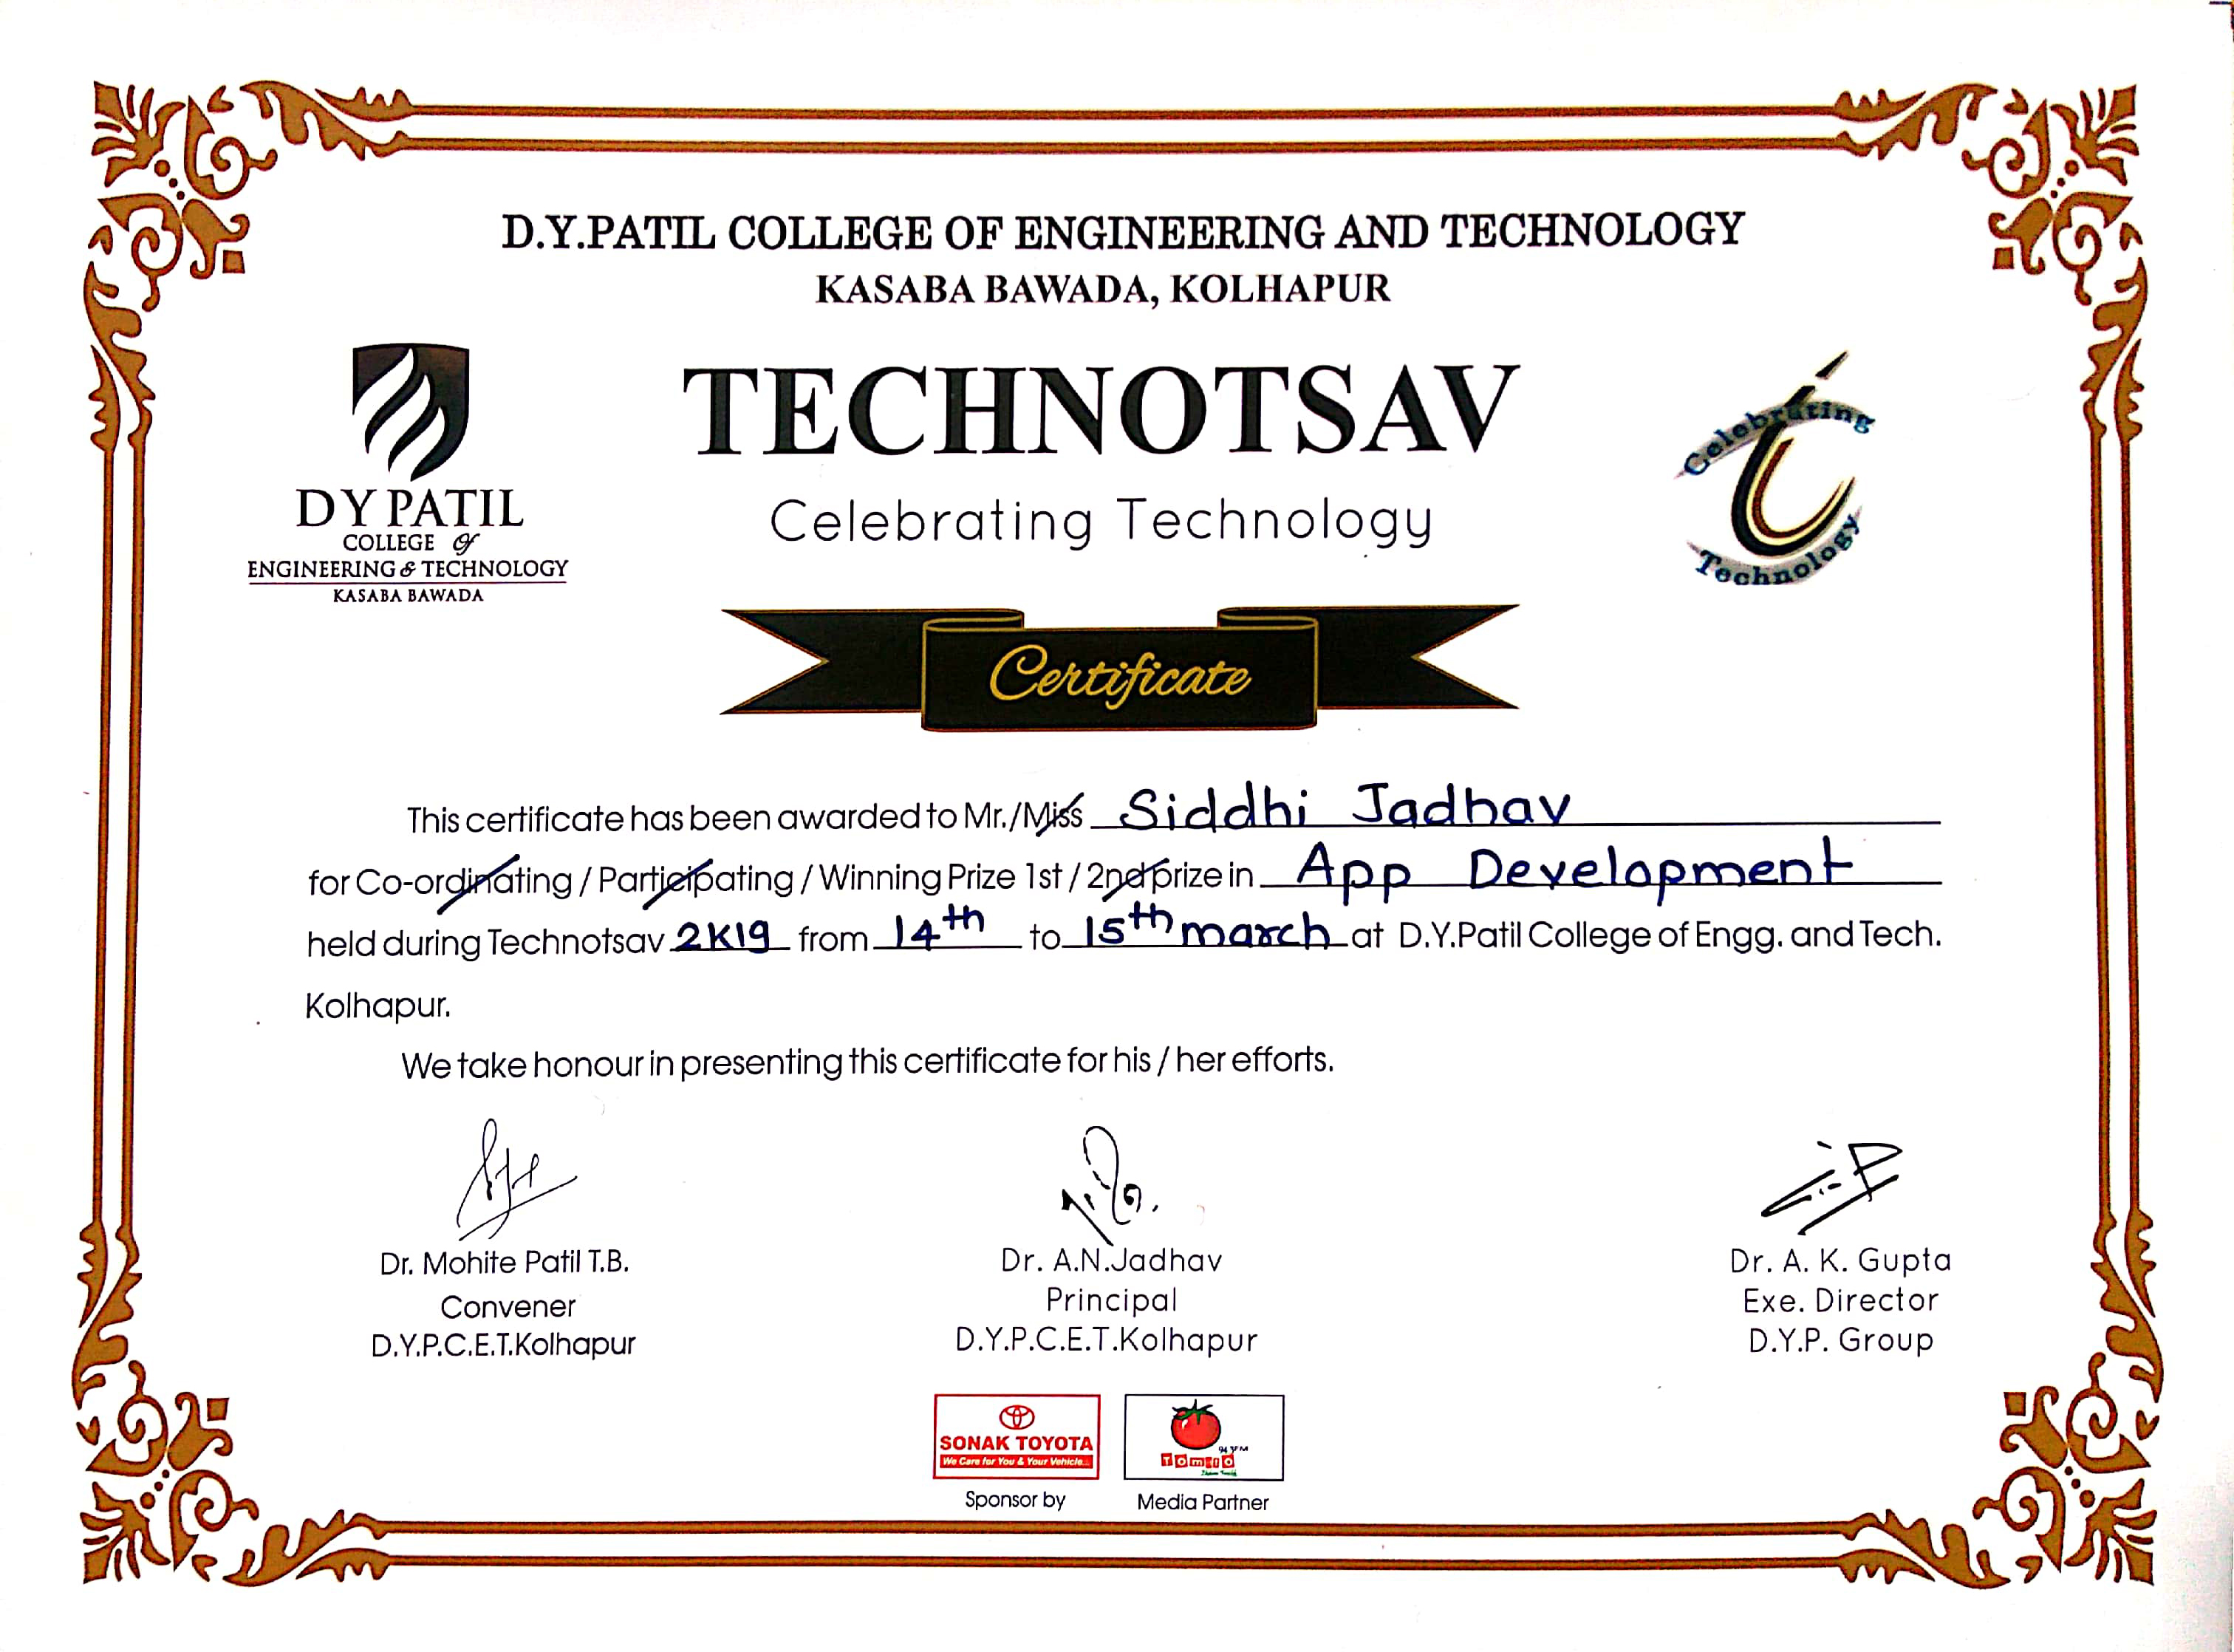 D.Y.PATIL COLLEGE OF ENGINEERING AND TECHNOLOGY
KASABA BAWADA, KOLHAPUR
DY PATIL
COLLEGE of
ENGINEERING & TECHNOLOGY
KASABA BAWADA
TECHNOTSAV
Celebrating Technology
Celebrating
Technology
Certificate
This certificate has been awarded to Mr./Miss Siddhi Jadhav
for Co-ordinating / Participating / Winning Prize 1st / 2nd prize in App Development
held during Technotsav 2K19 from 14th to 15th march at D.Y.Patil College of Engg. and Tech.
Kolhapur.
We take honour in presenting this certificate for his / her efforts.
Dr. Mohite Patil T.B.
Convener
D.Y.P.C.E.T.Kolhapur
Dr. A.N.Jadhav
Principal
D.Y.P.C.E.T.Kolhapur
Dr. A. K. Gupta
Exe. Director
D.Y.P. Group
SONAK TOYOTA
We Care for You & Your Vehicle...
Sponsor by
Media Partner